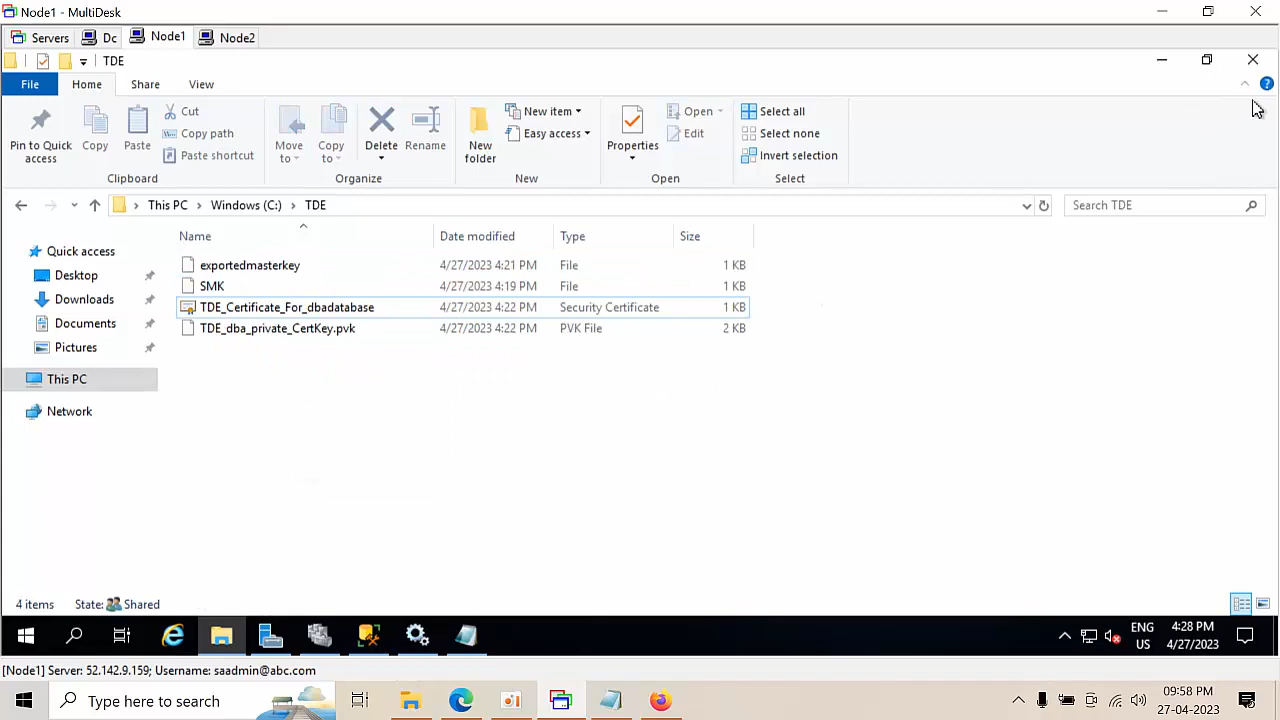 Node1 - MultiDesk
Servers Dc Node1 Node2
TDE
File Home Share View
Pin to Quick access
Copy
Paste
Cut
Copy path
Paste shortcut
Clipboard
Move to
Copy to
Delete
Rename
Organize
New folder
New item
Easy access
New
Properties
Open
Edit
Open
Select all
Select none
Invert selection
Select
This PC Windows (C:) TDE
Search TDE
Name Date modified Type Size
Quick access
Desktop
Downloads
Documents
Pictures
This PC
Network
exportedmasterkey 4/27/2023 4:21 PM File 1 KB
SMK 4/27/2023 4:19 PM File 1 KB
TDE_Certificate_For_dbadatabase 4/27/2023 4:22 PM Security Certificate 1 KB
TDE_dba_private_CertKey.pvk 4/27/2023 4:22 PM PVK File 2 KB
4 items State: Shared
ENG US
4:28 PM
4/27/2023
[Node1] Server: 52.142.9.159; Username: saadmin@abc.com
Type here to search
09:58 PM
27-04-2023